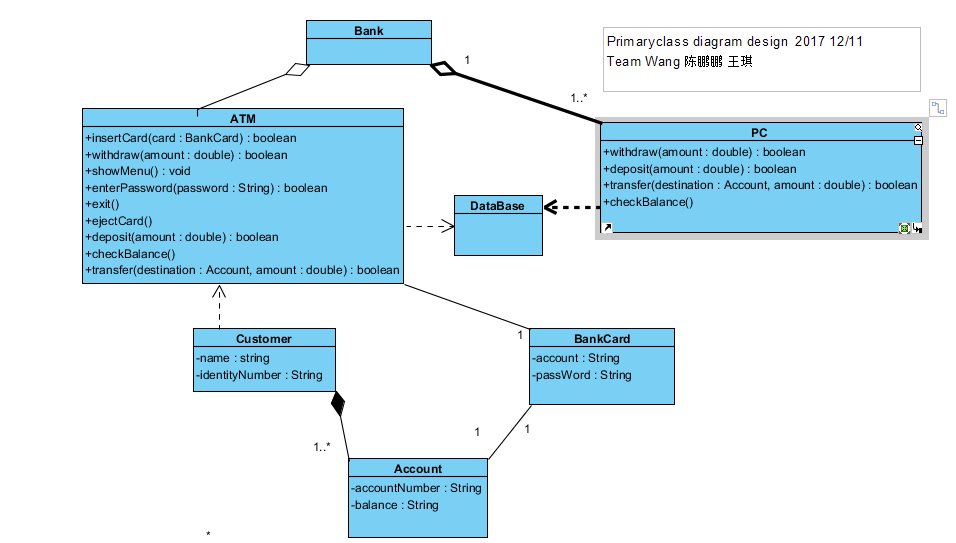 Bank
Primaryclass diagram design 2017 12/11
Team Wang 陈鹏鹏 王琪
1
1..*
ATM
+insertCard(card : BankCard) : boolean
+withdraw(amount : double) : boolean
+showMenu() : void
+enterPassword(password : String) : boolean
+exit()
+ejectCard()
+deposit(amount : double) : boolean
+checkBalance()
+transfer(destination : Account, amount : double) : boolean
PC
+withdraw(amount : double) : boolean
+deposit(amount : double) : boolean
+transfer(destination : Account, amount : double) : boolean
+checkBalance()
DataBase
Customer
-name : string
-identityNumber : String
1
BankCard
-account : String
-passWord : String
1..*
1
1
Account
-accountNumber : String
-balance : String
*